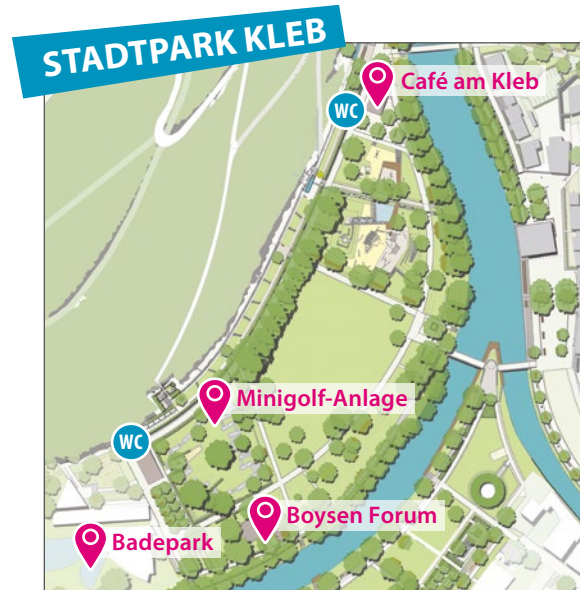 STADTPARK KLEB
Café am Kleb
WC
Minigolf-Anlage
WC
Boysen Forum
Badepark